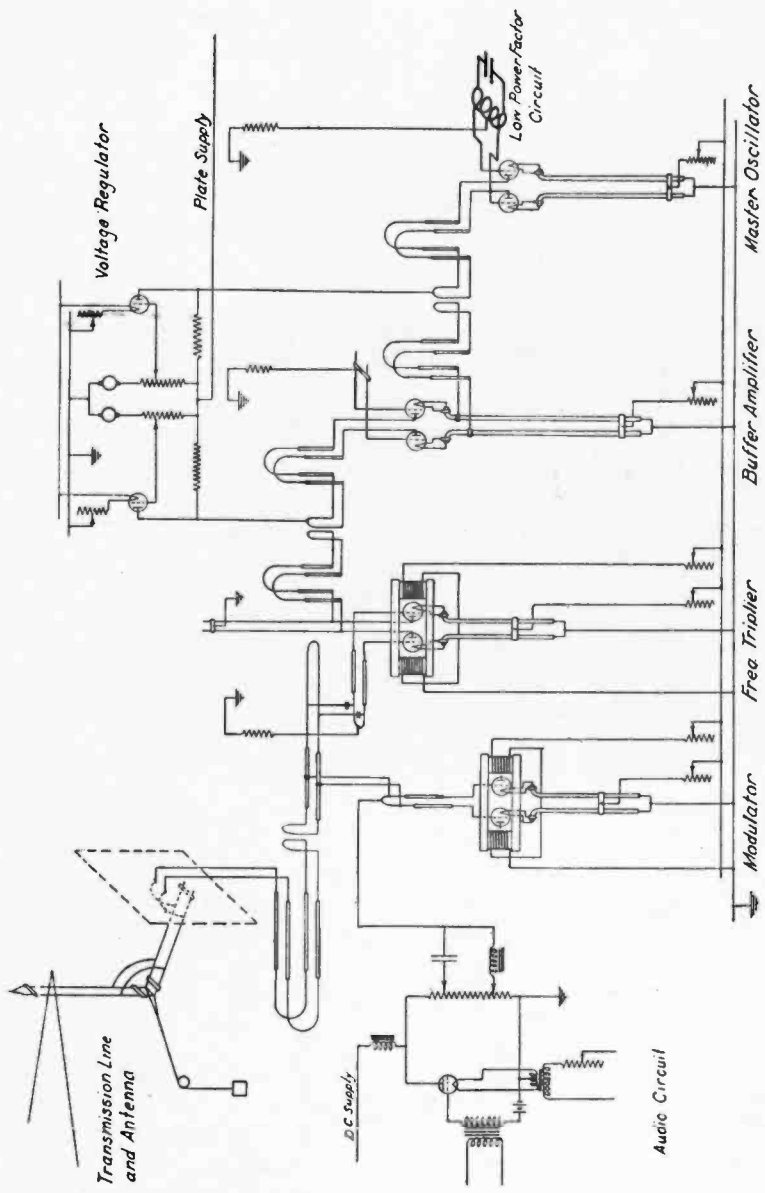 Transmission Line
and Antenna
Voltage Regulator
Plate Supply
Low Power Factor
Circuit
DC Supply
Audio Circuit
Modulator
Freq Triplier
Buffer Amplifier
Master Oscillator